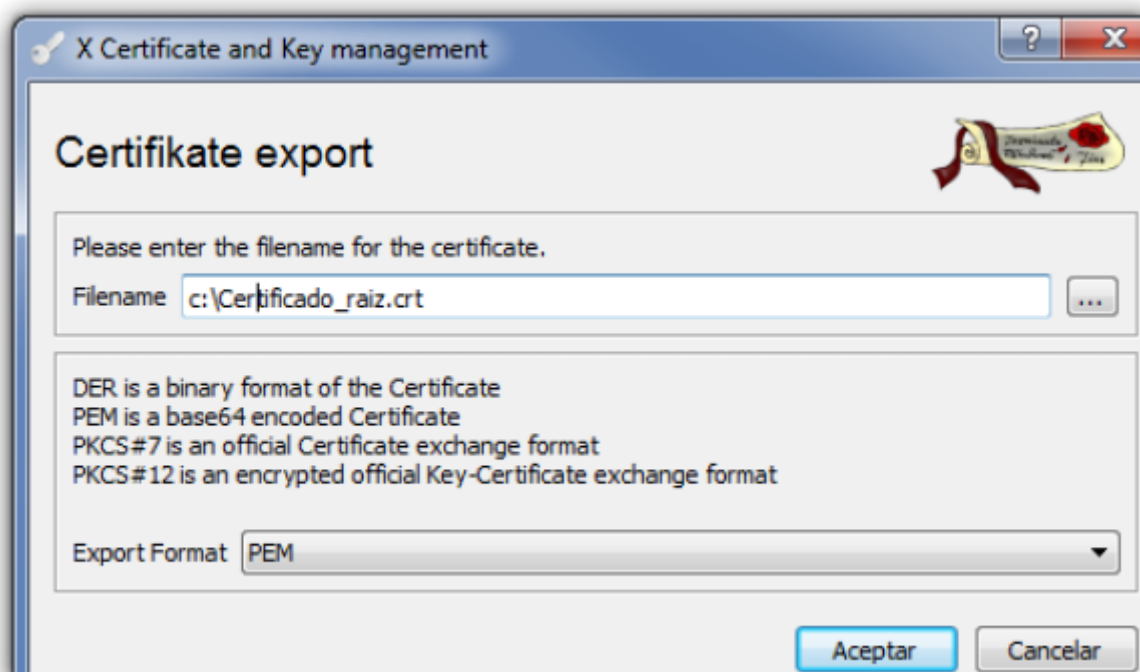 X Certificate and Key management
?
X
Certifikate export
Please enter the filename for the certificate.
Filename c:\Certificado_raiz.crt ...
DER is a binary format of the Certificate
PEM is a base64 encoded Certificate
PKCS#7 is an official Certificate exchange format
PKCS#12 is an encrypted official Key-Certificate exchange format
Export Format PEM
Aceptar Cancelar